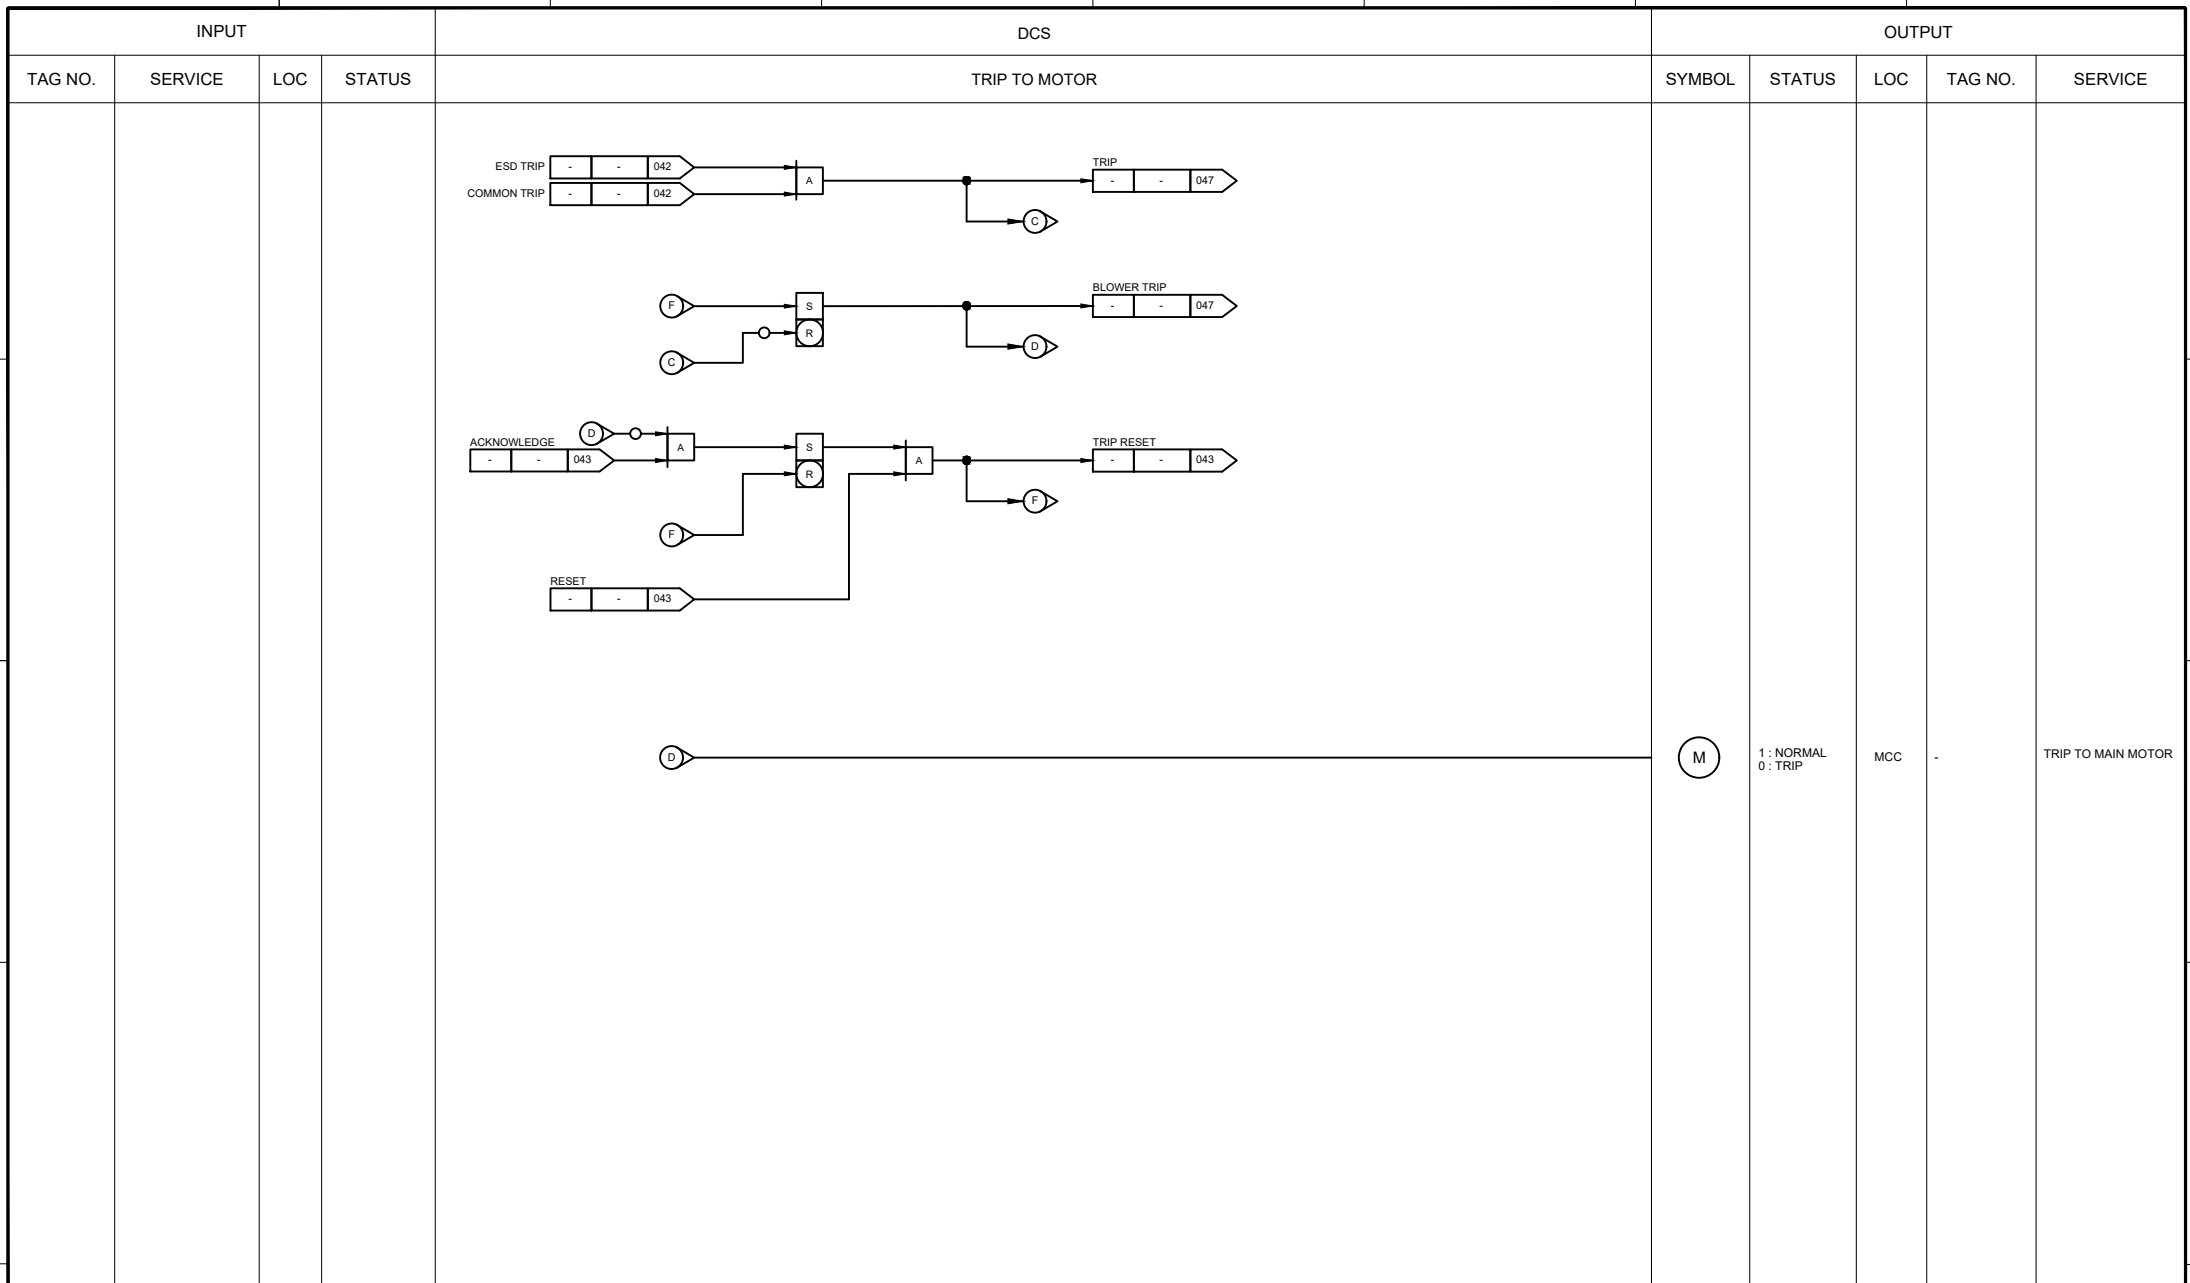 INPUT
DCS
OUTPUT
TAG NO.
SERVICE
LOC
STATUS
TRIP TO MOTOR
SYMBOL
STATUS
LOC
TAG NO.
SERVICE
ESD TRIP - - 042
COMMON TRIP - - 042
A
TRIP
- - 047
C
F
S
R
C
BLOWER TRIP
- - 047
D
D
ACKNOWLEDGE
- - 043
A
S
R
A
TRIP RESET
- - 043
F
F
RESET
- - 043
D
M
1 : NORMAL
0 : TRIP
MCC
-
TRIP TO MAIN MOTOR